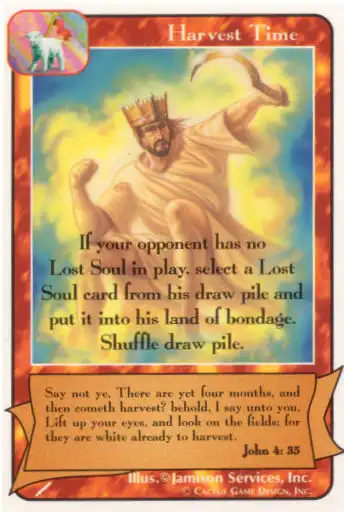 Harvest Time
If your opponent has no
Lost Soul in play, select a Lost
Soul card from his draw pile and
put it into his land of bondage.
Shuffle draw pile.
Say not ye, There are yet four months, and
then cometh harvest? behold, I say unto you,
Lift up your eyes, and look on the fields; for
they are white already to harvest.
John 4: 35
Illus.©Jamison Services, Inc.
© Cactus Game Design, Inc.